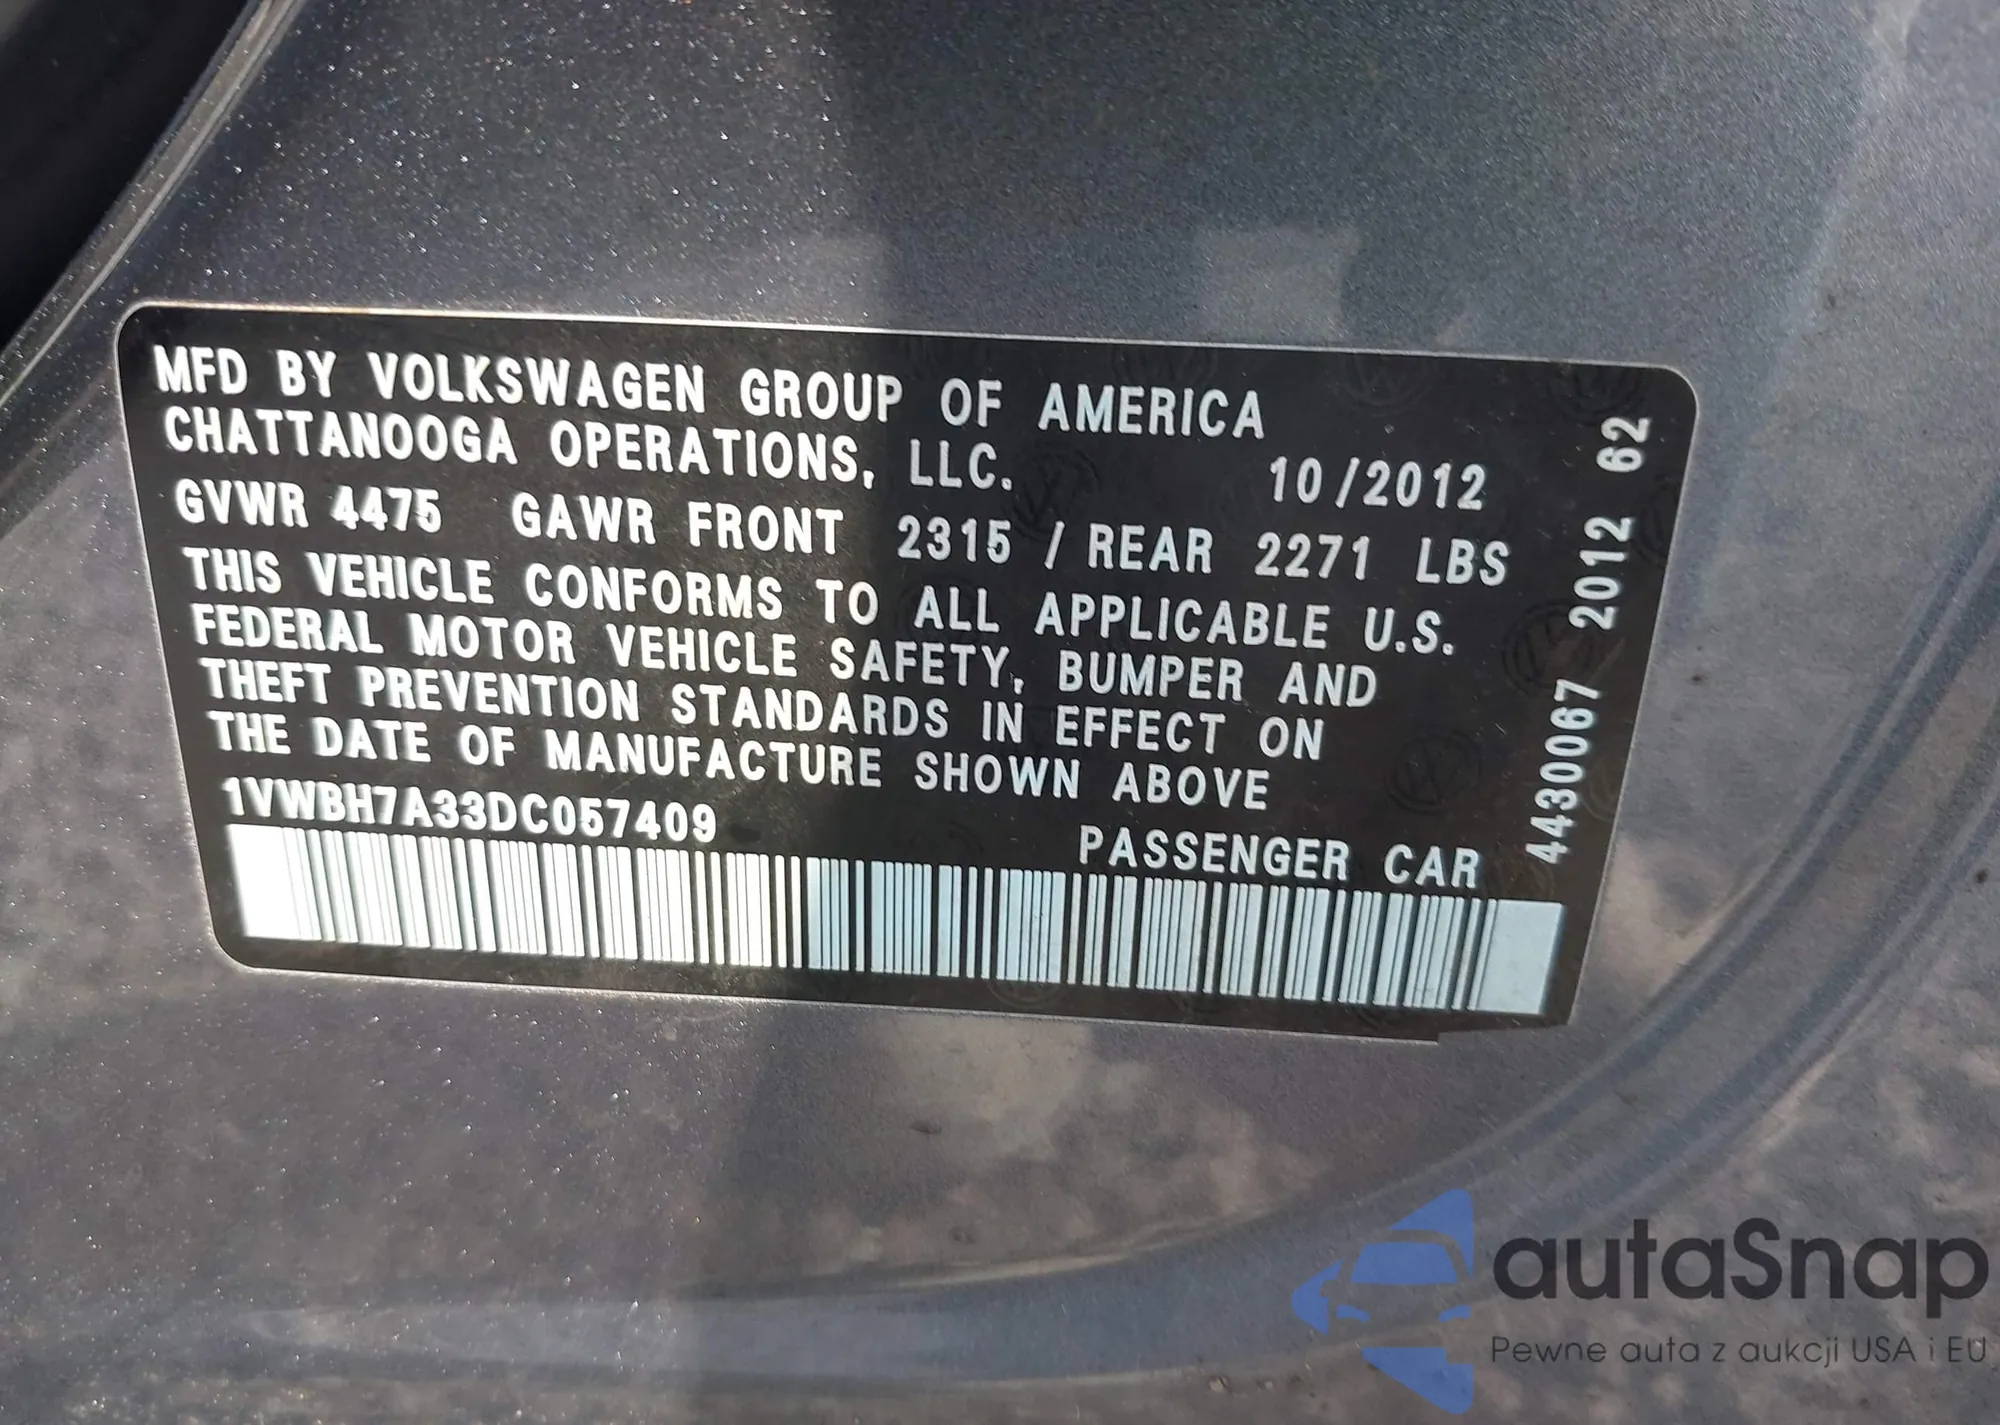 MFD BY VOLKSWAGEN GROUP OF AMERICA
CHATTANOOGA OPERATIONS, LLC. 10/2012
GVWR 4475 GAWR FRONT 2315 / REAR 2271 LBS
THIS VEHICLE CONFORMS TO ALL APPLICABLE U.S.
FEDERAL MOTOR VEHICLE SAFETY, BUMPER AND
THEFT PREVENTION STANDARDS IN EFFECT ON
THE DATE OF MANUFACTURE SHOWN ABOVE
1VWBH7A33DC057409
PASSENGER CAR
4430067 2012 62
autaSnap
Pewne auta z aukcji USA i EU